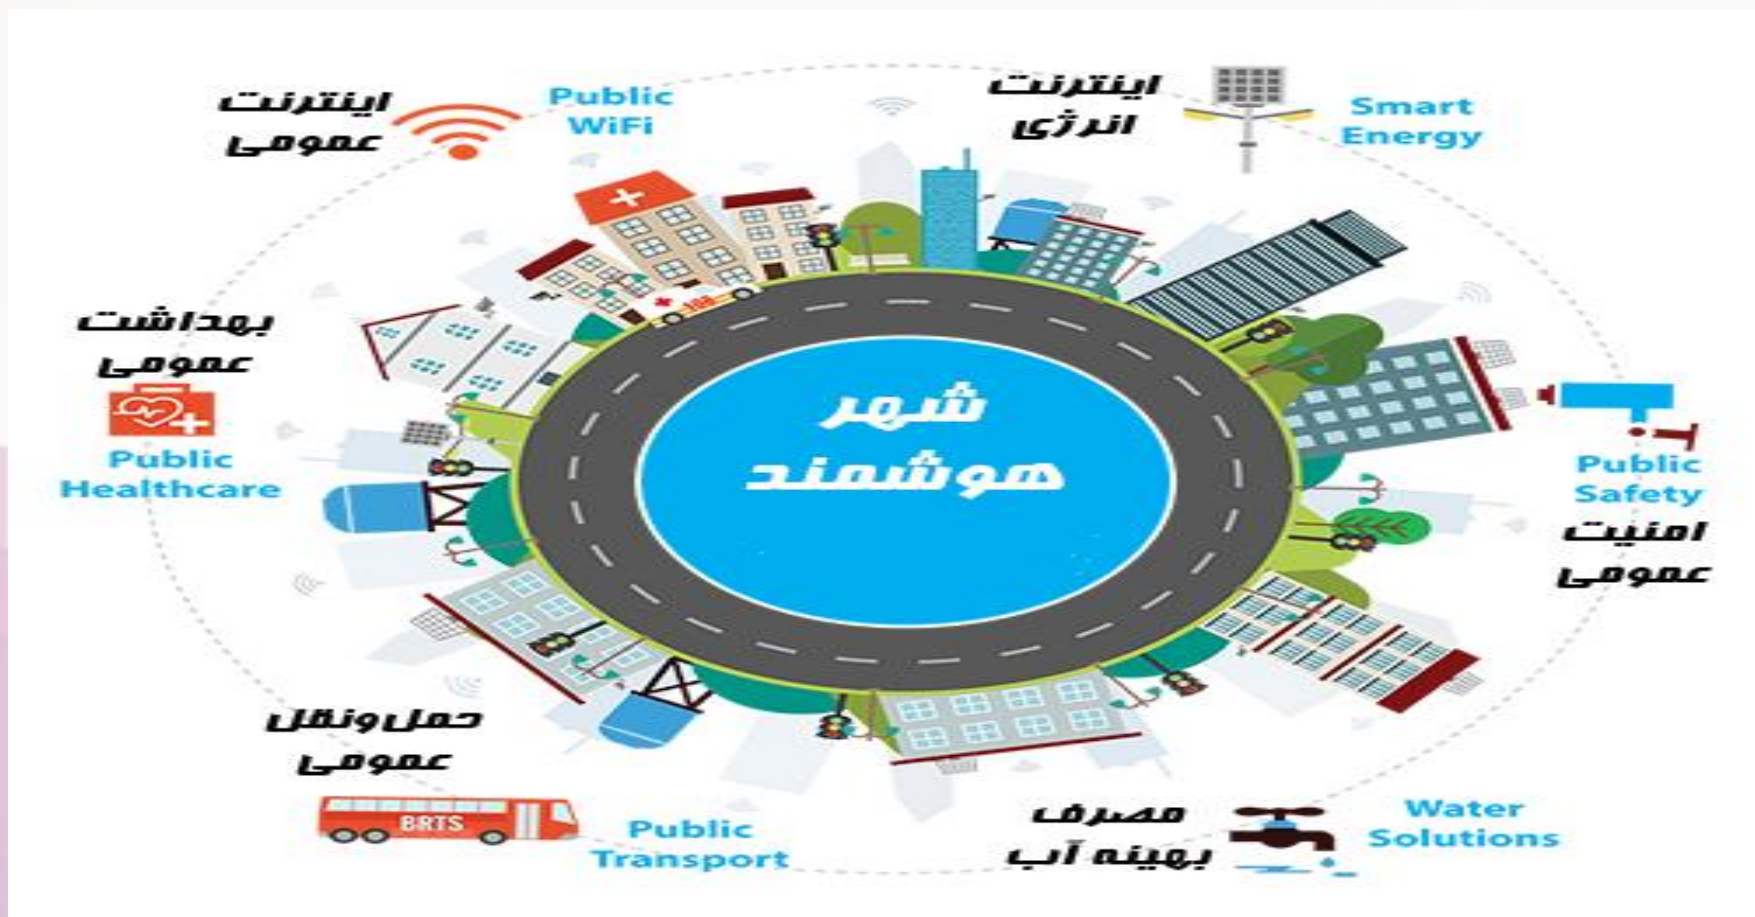 اینترنت
عمومی
Public
WiFi
اینترنت
انرژی
Smart
Energy
بهداشت
عمومی
Public
Healthcare
شهر
هوشمند
Public
Safety
امنیت
عمومی
حمل‌ونقل
عمومی
BRTS
Public
Transport
مصرف
بهینه آب
Water
Solutions